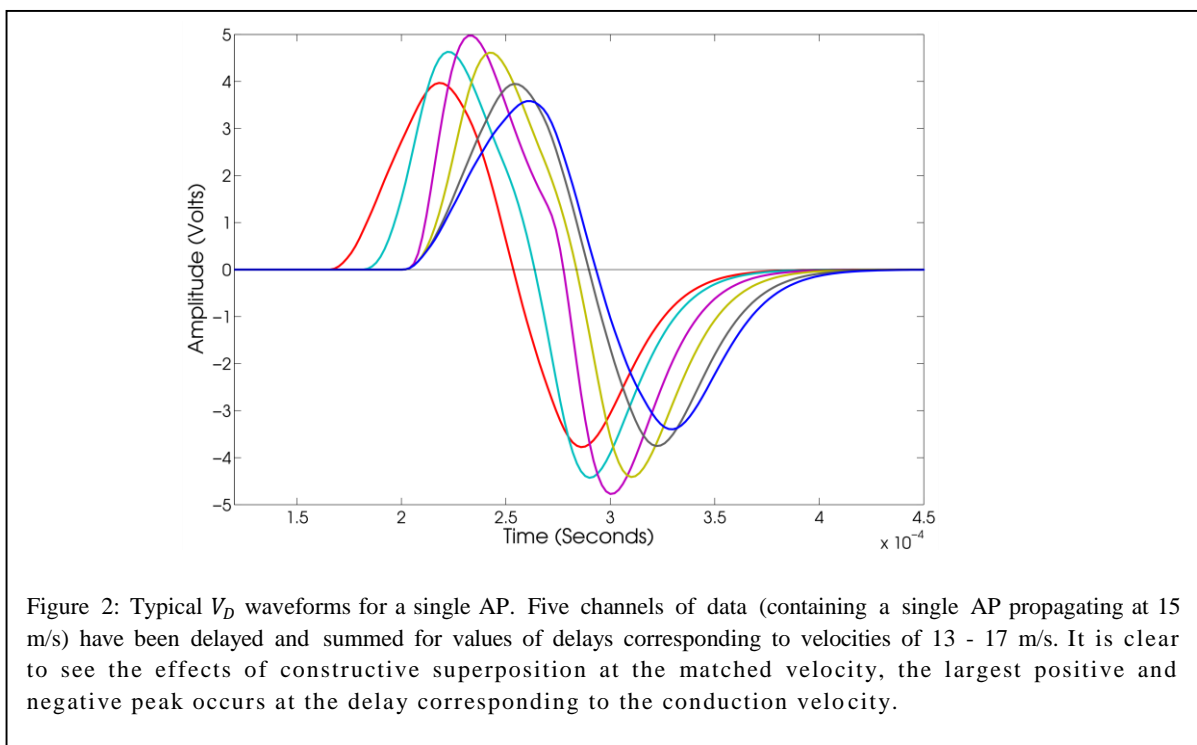 5
4
3
2
1
0
−1
−2
−3
−4
−5
Amplitude (Volts)
1.5 2 2.5 3 3.5 4 4.5
Time (Seconds)
x 10⁻⁴
Figure 2: Typical V_D waveforms for a single AP. Five channels of data (containing a single AP propagating at 15
m/s) have been delayed and summed for values of delays corresponding to velocities of 13 - 17 m/s. It is clear
to see the effects of constructive superposition at the matched velocity, the largest positive and
negative peak occurs at the delay corresponding to the conduction velocity.